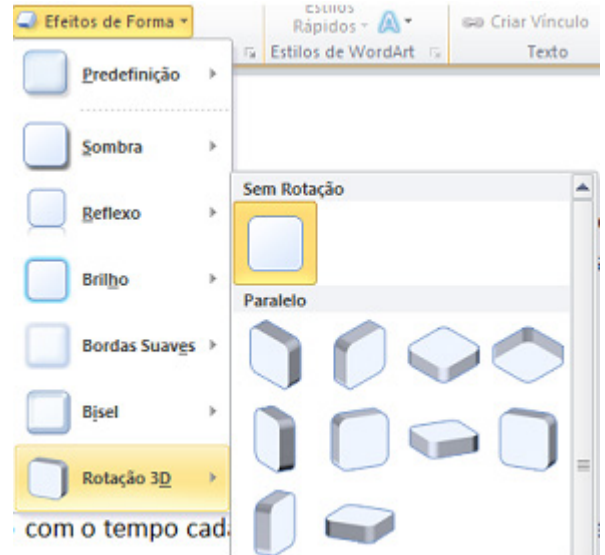 Efeitos de Forma
Estilos
Rápidos
A
Criar Vínculo
Estilos de WordArt
Texto
Predefinição
Sombra
Reflexo
Brilho
Bordas Suaves
Bisel
Rotação 3D
Sem Rotação
Paralelo
com o tempo cada